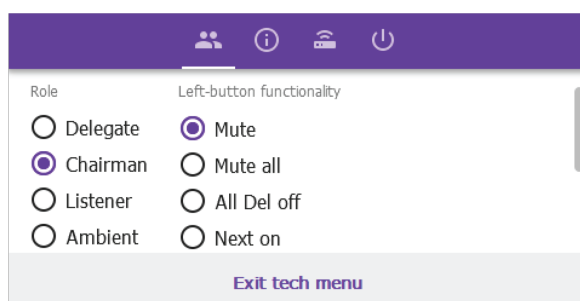 Role
Left-button functionality
Delegate
Mute
Chairman
Mute all
Listener
All Del off
Ambient
Next on
Exit tech menu